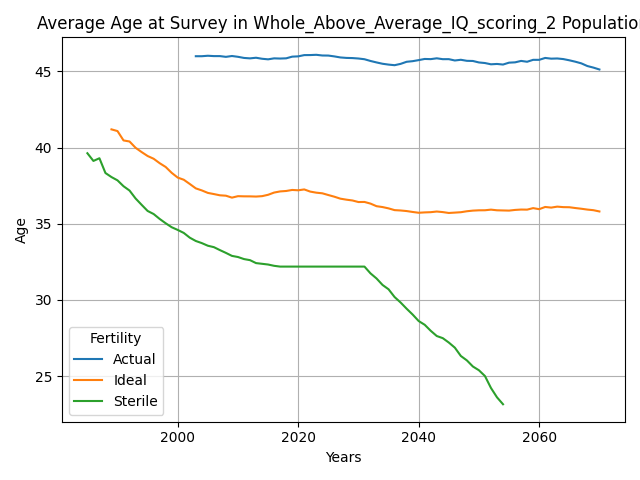 Average Age at Survey in Whole_Above_Average_IQ_scoring_2 Population
Age
45
40
35
30
25
Fertility
Actual
Ideal
Sterile
2000 2020 2040 2060
Years